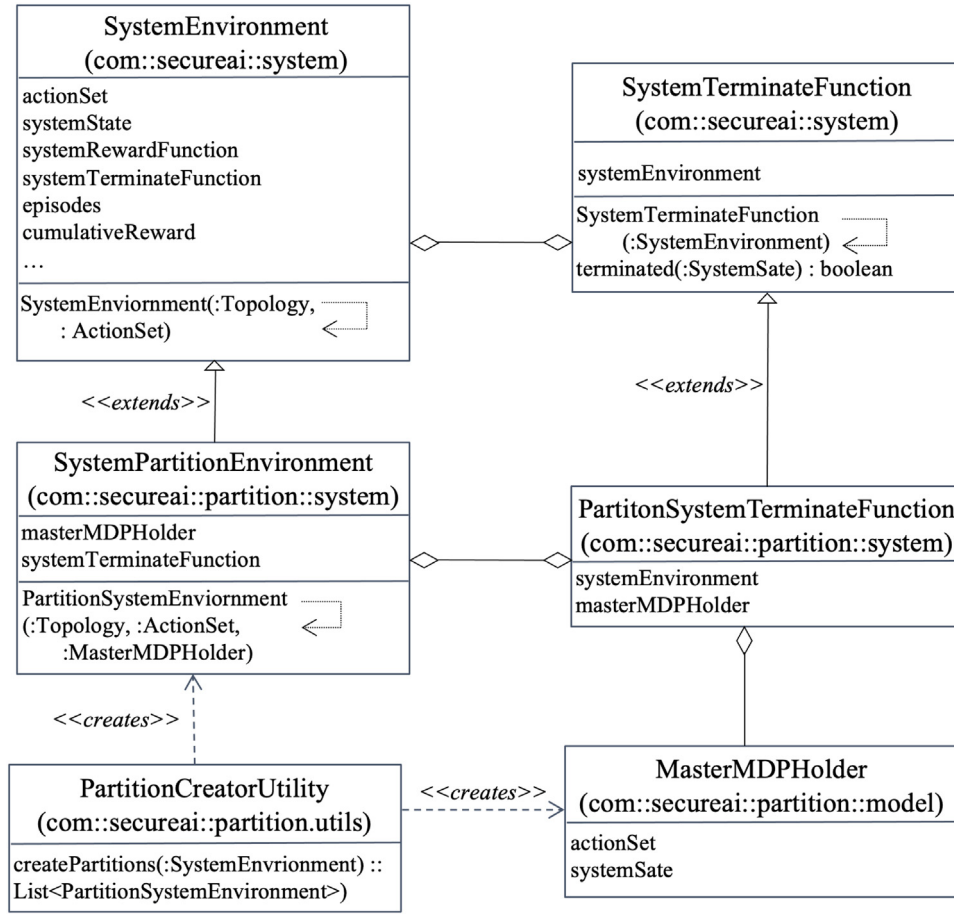 SystemEnvironment
(com::secureai::system)
actionSet
systemState
systemRewardFunction
systemTerminateFunction
episodes
cumulativeReward
…
SystemEnviornment(:Topology,
: ActionSet)
SystemTerminateFunction
(com::secureai::system)
systemEnvironment
SystemTerminateFunction
(:SystemEnvironment)
terminated(:SystemSate) : boolean
<<extends>>
<<extends>>
SystemPartitionEnvironment
(com::secureai::partition::system)
masterMDPHolder
systemTerminateFunction
PartitionSystemEnviornment
(:Topology, :ActionSet,
:MasterMDPHolder)
PartitonSystemTerminateFunction
(com::secureai::partition::system)
systemEnvironment
masterMDPHolder
<<creates>>
PartitionCreatorUtility
(com::secureai::partition.utils)
createPartitions(:SystemEnvrionment) ::
List<PartitionSystemEnvironment>)
<<creates>>
MasterMDPHolder
(com::secureai::partition::model)
actionSet
systemSate